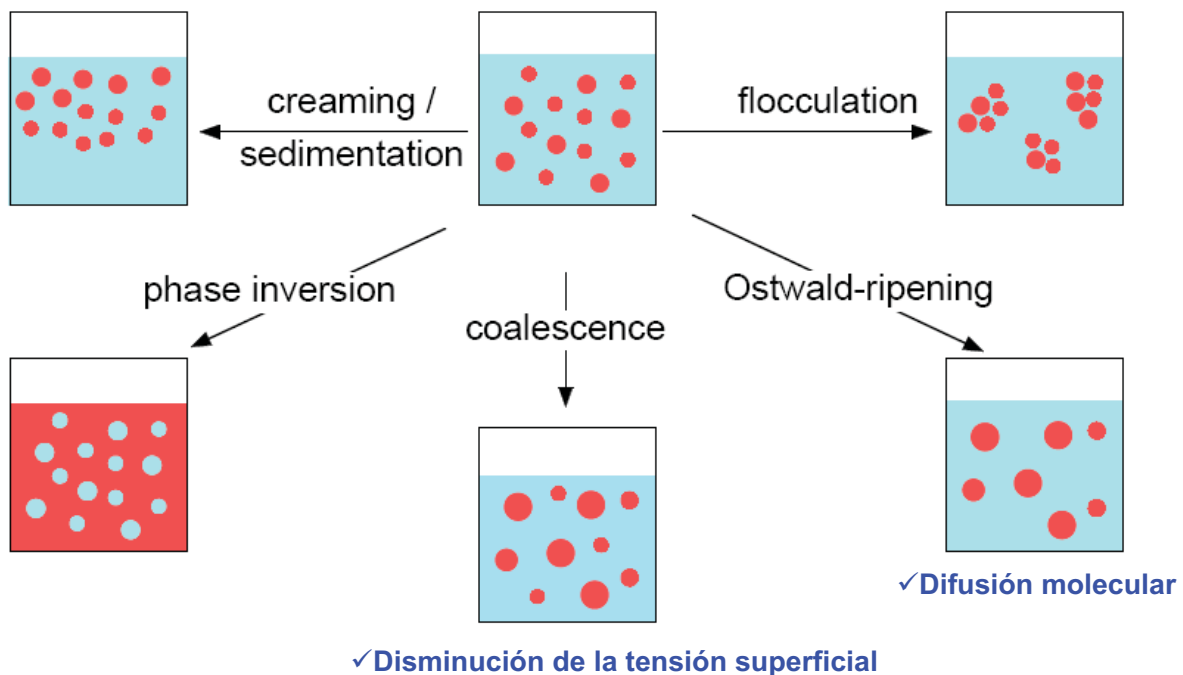 creaming /
sedimentation
flocculation
phase inversion
Ostwald-ripening
coalescence
✓Difusión molecular
✓Disminución de la tensión superficial